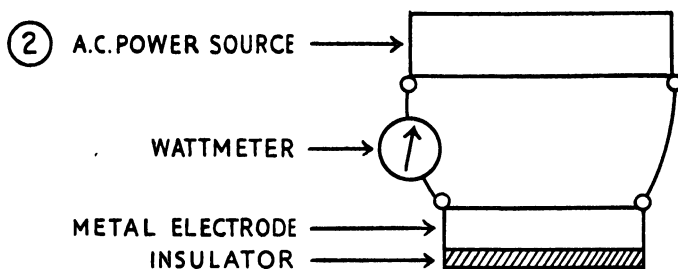 2 A.C. POWER SOURCE
WATTMETER
METAL ELECTRODE
INSULATOR